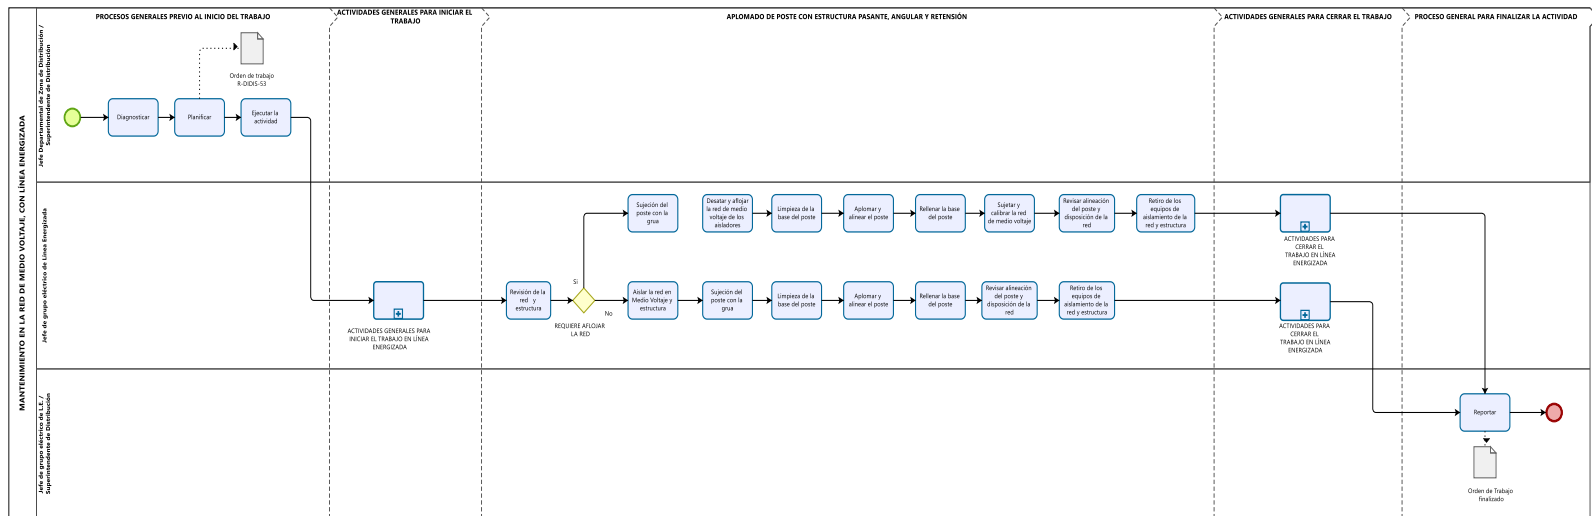 MANTENIMIENTO EN LA RED DE MEDIO VOLTAJE, CON LÍNEA ENERGIZADA
PROCESOS GENERALES PREVIO AL INICIO DEL TRABAJO
ACTIVIDADES GENERALES PARA INICIAR EL
TRABAJO
APLOMADO DE POSTE CON ESTRUCTURA PASANTE, ANGULAR Y RETENSIÓN
ACTIVIDADES GENERALES PARA CERRAR EL TRABAJO
PROCESO GENERAL PARA FINALIZAR LA ACTIVIDAD
Jefe Departamental de Zona de Distribución /
Superintendente de Distribución
Orden de trabajo
R-DIDIS-53
Diagnosticar
Planificar
Ejecutar la
actividad
Jefe de grupo eléctrico de Línea Energizada
Sujeción del
poste con la
grua
Desatar y aflojar
la red de medio
voltaje de los
aisladores
Limpieza de la
base del poste
Aplomar y
alinear el poste
Rellenar la base
del poste
Sujetar y
calibrar la red
de medio voltaje
Revisar alineación
del poste y
disposición de la
red
Retiro de los
equipos de
aislamiento de la
red y estructura
ACTIVIDADES PARA
CERRAR EL
TRABAJO EN LÍNEA
ENERGIZADA
ACTIVIDADES GENERALES PARA
INICIAR EL TRABAJO EN LÍNEA
ENERGIZADA
Revisión de la
red y
estructura
Si
No
REQUIERE AFLOJAR
LA RED
Aislar la red en
Medio Voltaje y
estructura
Sujeción del
poste con la
grua
Limpieza de la
base del poste
Aplomar y
alinear el poste
Rellenar la base
del poste
Revisar alineación
del poste y
disposición de la
red
Retiro de los
equipos de
aislamiento de la
red y estructura
ACTIVIDADES PARA
CERRAR EL
TRABAJO EN LÍNEA
ENERGIZADA
Jefe de grupo eléctrico de L.E. /
Superintendente de Distribución
Reportar
Orden de Trabajo
finalizado